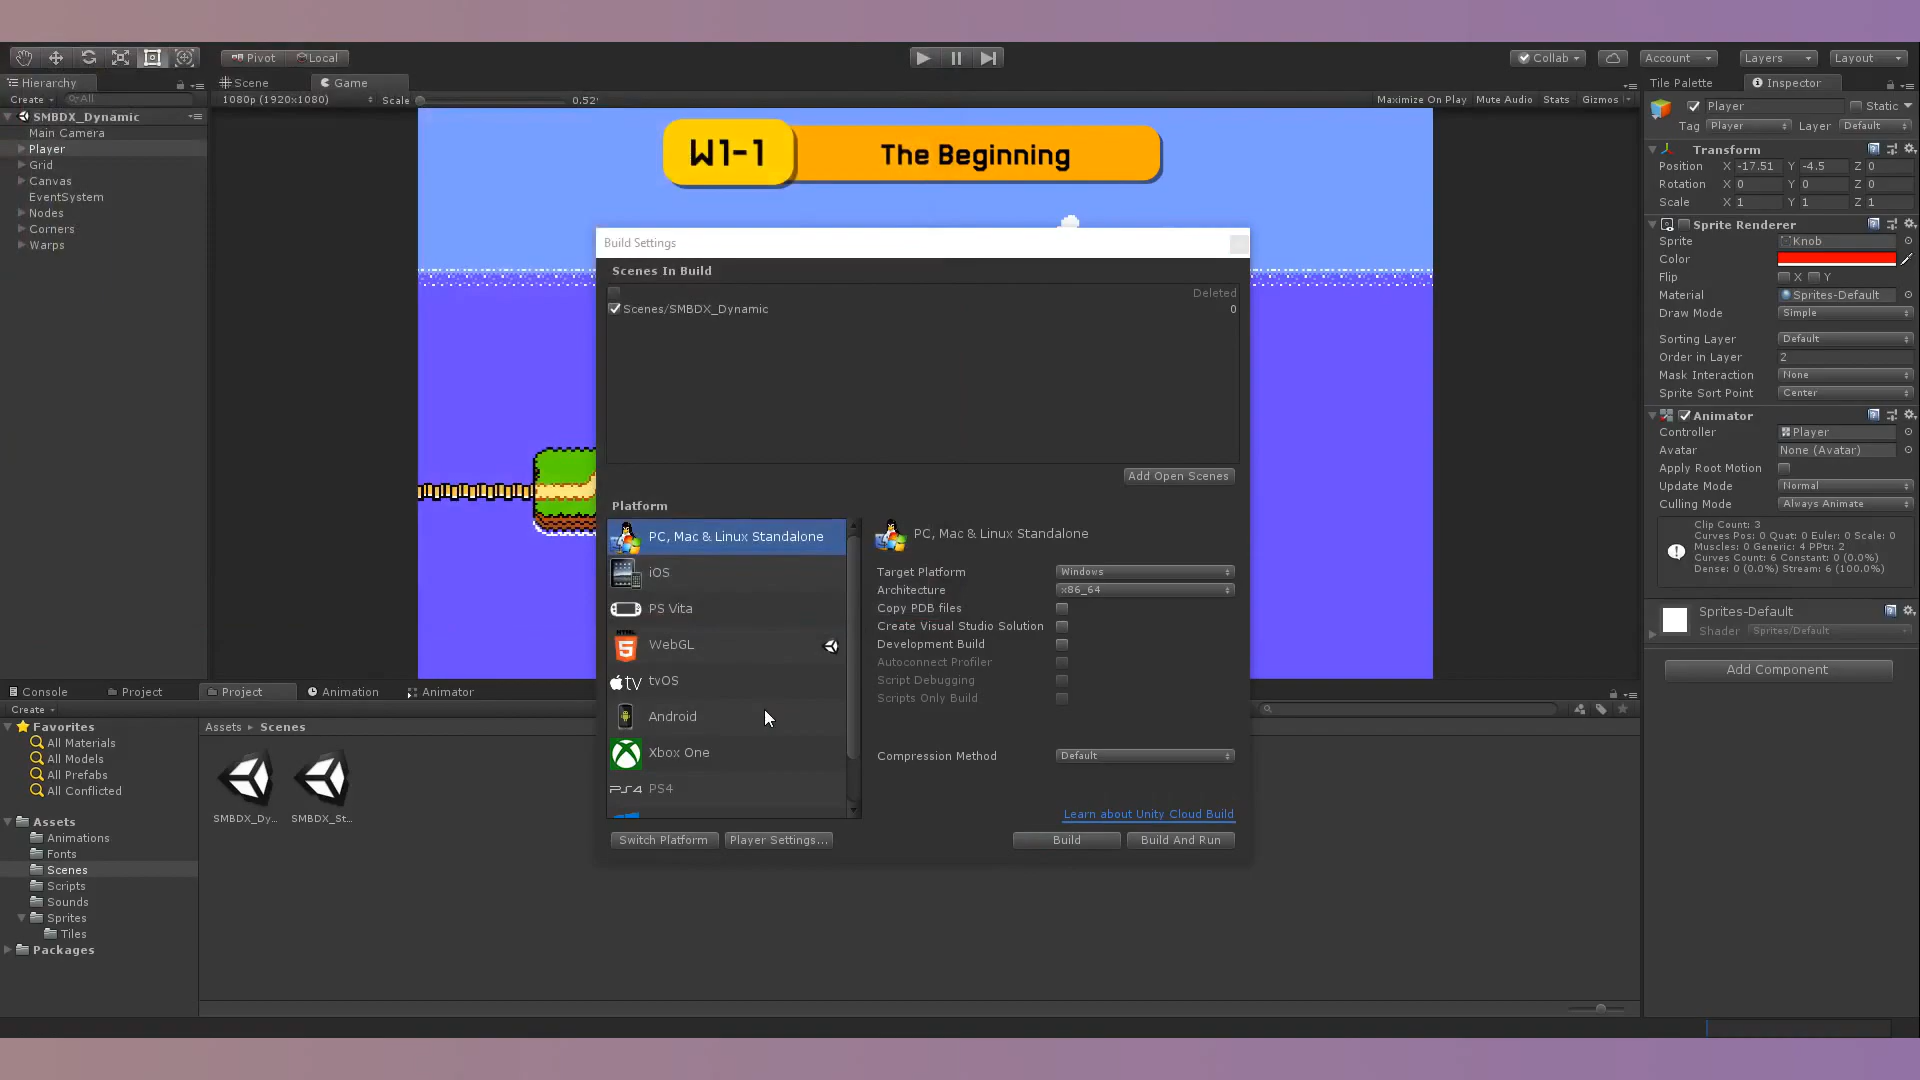 Pivot Local Collab Account Layers Layout
Hierarchy Scene Game Tile Palette Inspector
Create All 1080p (1920x1080) Scale 0.52 Maximize On Play Mute Audio Stats Gizmos
SMBDX_Dynamic
Main Camera
Player
Grid
Canvas
EventSystem
Nodes
Corners
Warps
W1-1 The Beginning
Build Settings
Scenes In Build
Deleted
Scenes/SMBDX_Dynamic 0
Add Open Scenes
Platform
PC, Mac & Linux Standalone
iOS
PS Vita
WebGL
tvOS
Android
Xbox One
PS4
PC, Mac & Linux Standalone
Target Platform Windows
Architecture x86_64
Copy PDB files
Create Visual Studio Solution
Development Build
Autoconnect Profiler
Script Debugging
Scripts Only Build
Compression Method Default
Learn about Unity Cloud Build
Switch Platform Player Settings... Build Build And Run
Player Static
Tag Player Layer Default
Transform
Position X -17.51 Y -4.5 Z 0
Rotation X 0 Y 0 Z 0
Scale X 1 Y 1 Z 1
Sprite Renderer
Sprite Knob
Color
Flip X Y
Material Sprites-Default
Draw Mode Simple
Sorting Layer Default
Order in Layer 2
Mask Interaction None
Sprite Sort Point Center
Animator
Controller Player
Avatar None (Avatar)
Apply Root Motion
Update Mode Normal
Culling Mode Always Animate
Clip Count: 3
Curves Pos: 0 Quat: 0 Euler: 0 Scale: 0
Muscles: 0 Generic: 4 PPtr: 2
Curves Count: 6 Constant: 0 (0.0%)
Dense: 0 (0.0%) Stream: 6 (100.0%)
Sprites-Default
Shader Sprites/Default
Add Component
Console Project Project Animation Animator
Create
Favorites
All Materials
All Models
All Prefabs
All Conflicted
Assets
Animations
Fonts
Scenes
Scripts
Sounds
Sprites
Tiles
Packages
Assets Scenes
SMBDX_Dy... SMBDX_St...